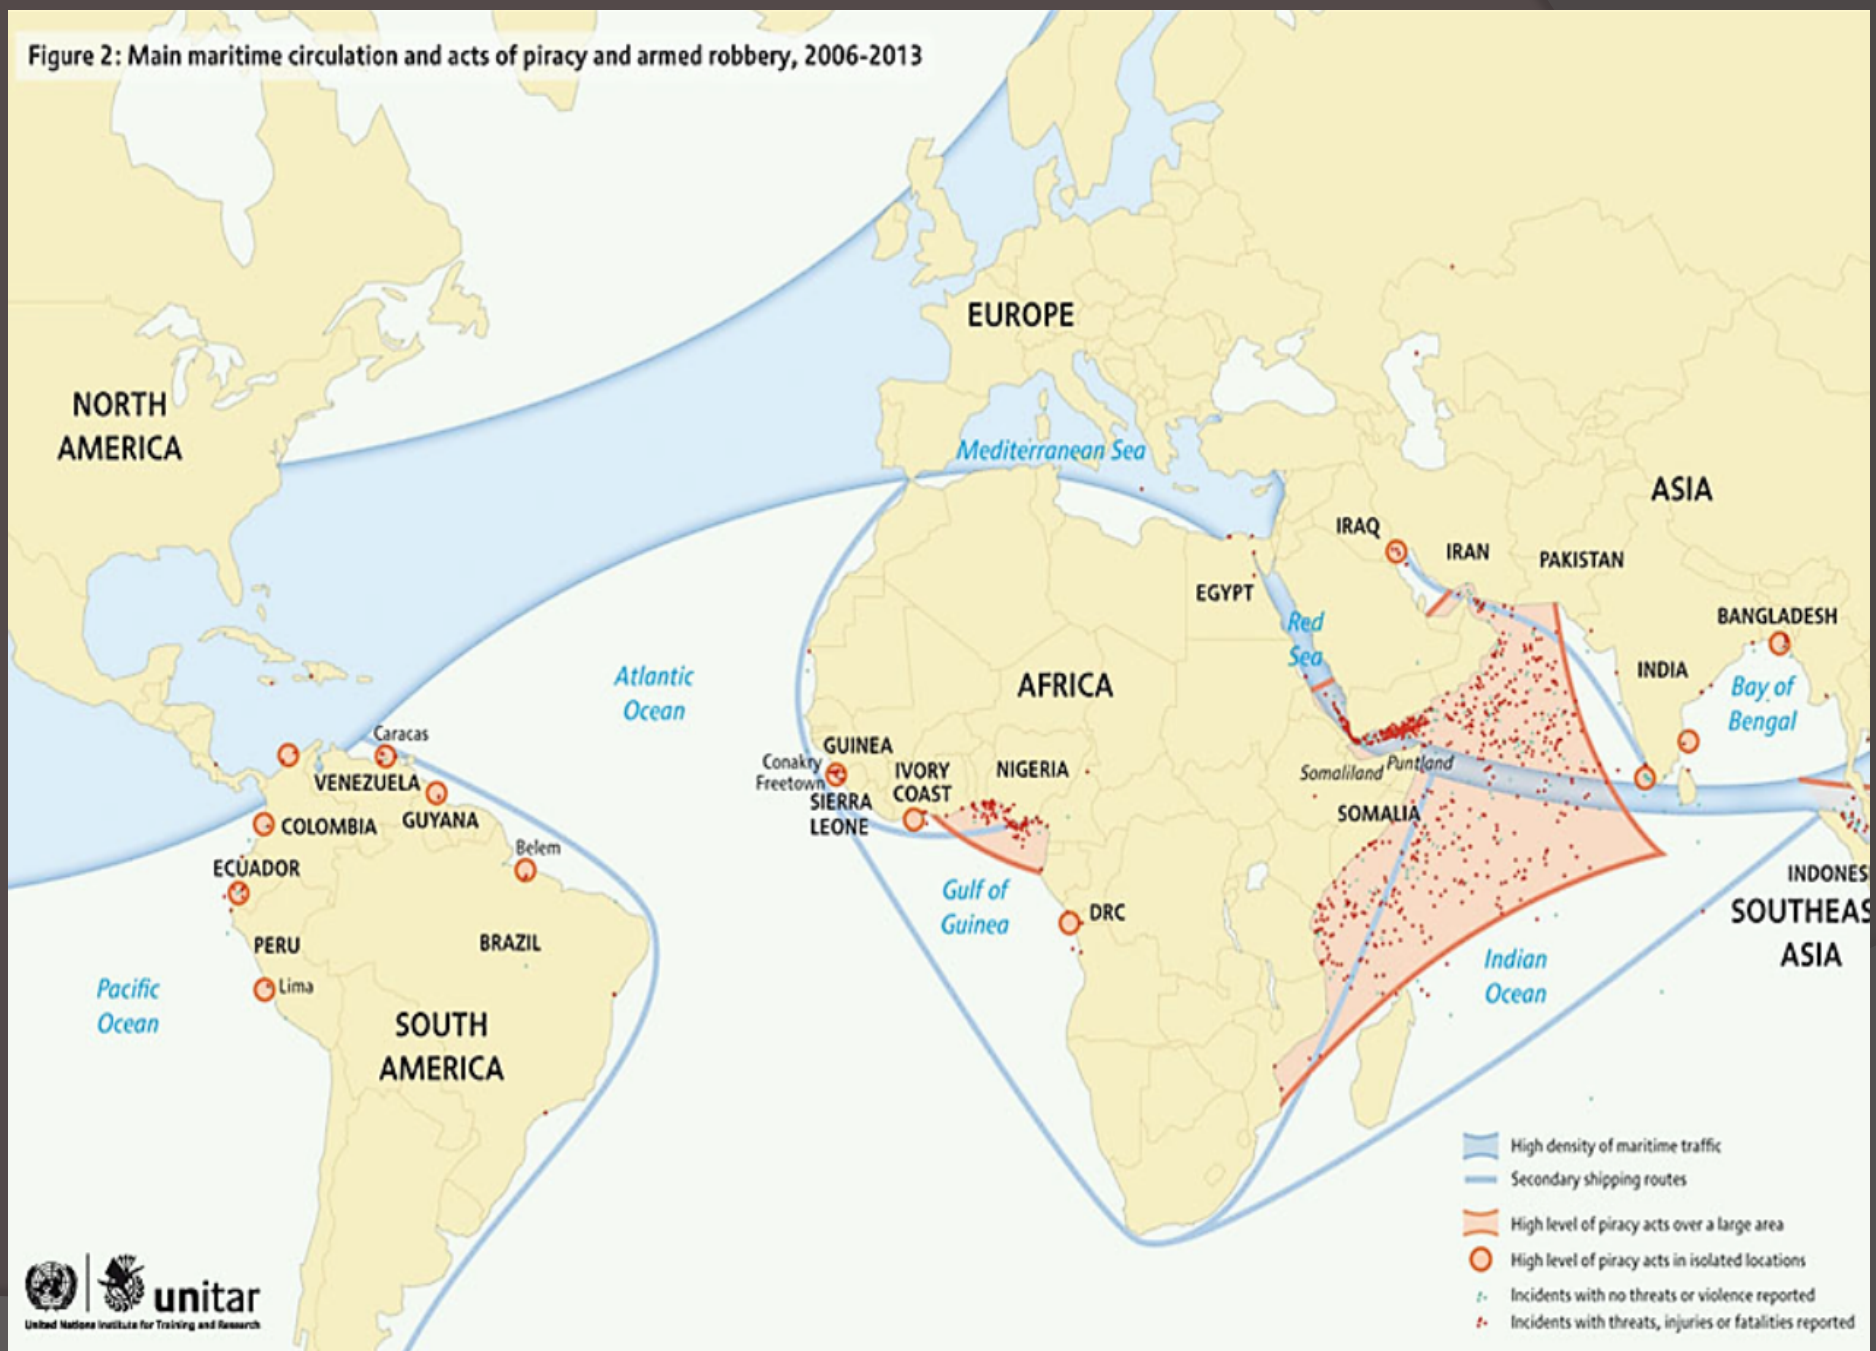 Figure 2: Main maritime circulation and acts of piracy and armed robbery, 2006-2013
EUROPE
NORTH
AMERICA
Mediterranean Sea
ASIA
IRAQ
IRAN
PAKISTAN
EGYPT
BANGLADESH
Red
Sea
INDIA
Atlantic
Ocean
AFRICA
Bay of
Bengal
Caracas
GUINEA
Conakry
Freetown
IVORY
COAST
NIGERIA
Somaliland
Puntland
VENEZUELA
SIERRA
LEONE
SOMALIA
COLOMBIA
GUYANA
Belem
ECUADOR
INDONES
Gulf of
Guinea
DRC
SOUTHEAS
ASIA
PERU
BRAZIL
Indian
Ocean
Pacific
Ocean
Lima
SOUTH
AMERICA
High density of maritime traffic
Secondary shipping routes
High level of piracy acts over a large area
High level of piracy acts in isolated locations
Incidents with no threats or violence reported
Incidents with threats, injuries or fatalities reported
unitar
United Nations Institute for Training and Research